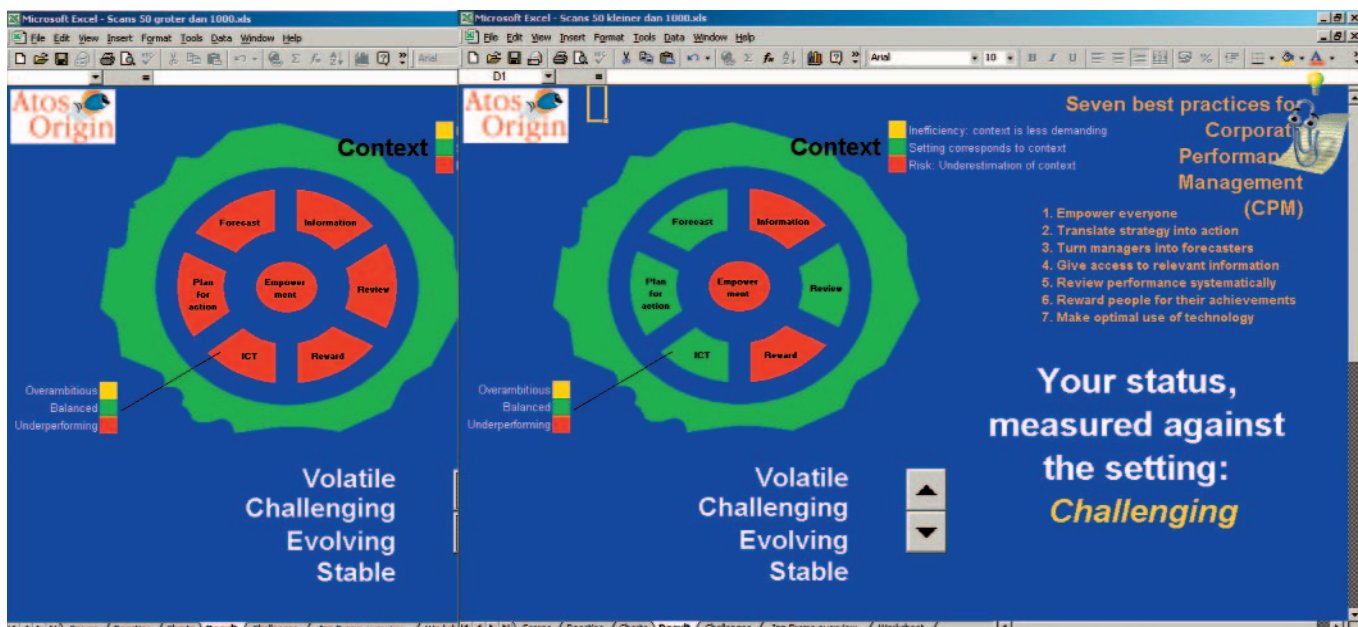 Microsoft Excel - Scans 50 groter dan 1000.xls
File Edit View Insert Format Tools Data Window Help
Arial
=
Atos
Origin
Context
Forecast
Information
Plan
for
action
Empower
ment
Review
ICT
Reward
Overambitious
Balanced
Underperforming
Volatile
Challenging
Evolving
Stable
Microsoft Excel - Scans 50 kleiner dan 1000.xls
File Edit View Insert Format Tools Data Window Help
Arial 10 B I U
D1 =
Atos
Origin
Context
Inefficiency: context is less demanding
Setting corresponds to context
Risk: Underestimation of context
Forecast
Information
Plan
for
action
Empower
ment
Review
ICT
Reward
Overambitious
Balanced
Underperforming
Volatile
Challenging
Evolving
Stable
Seven best practices for
Corporat
Performan
Management
(CPM)
1. Empower everyone
2. Translate strategy into action
3. Turn managers into forecasters
4. Give access to relevant information
5. Review performance systematically
6. Reward people for their achievements
7. Make optimal use of technology
Your status,
measured against
the setting:
Challenging